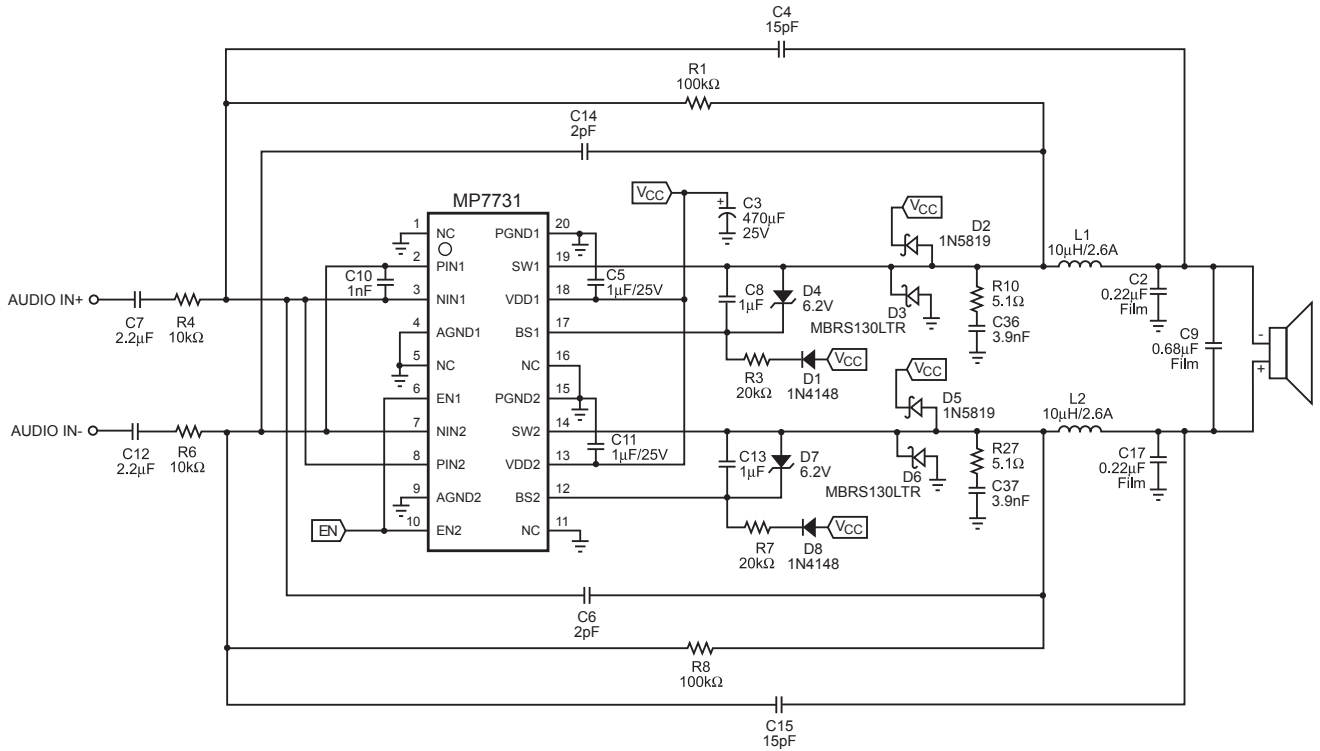 C4
15pF
R1
100kΩ
C14
2pF
MP7731
VCC
C3
470µF
25V
+
VCC
D2
1N5819
L1
10µH/2.6A
1
NC
PGND1
20
2
PIN1
SW1
19
3
NIN1
VDD1
18
4
AGND1
BS1
17
5
NC
NC
16
6
EN1
PGND2
15
7
NIN2
SW2
14
8
PIN2
VDD2
13
9
AGND2
BS2
12
10
EN2
NC
11
C10
1nF
AUDIO IN+
C7
2.2µF
R4
10kΩ
C5
1µF/25V
C8
1µF
D4
6.2V
D3
MBRS130LTR
R10
5.1Ω
C36
3.9nF
C2
0.22µF
Film
C9
0.68µF
Film
-
+
R3
20kΩ
D1
1N4148
VCC
VCC
D5
1N5819
L2
10µH/2.6A
AUDIO IN-
C12
2.2µF
R6
10kΩ
C11
1µF/25V
C13
1µF
D7
6.2V
D6
MBRS130LTR
R27
5.1Ω
C37
3.9nF
C17
0.22µF
Film
EN
R7
20kΩ
D8
1N4148
VCC
C6
2pF
R8
100kΩ
C15
15pF